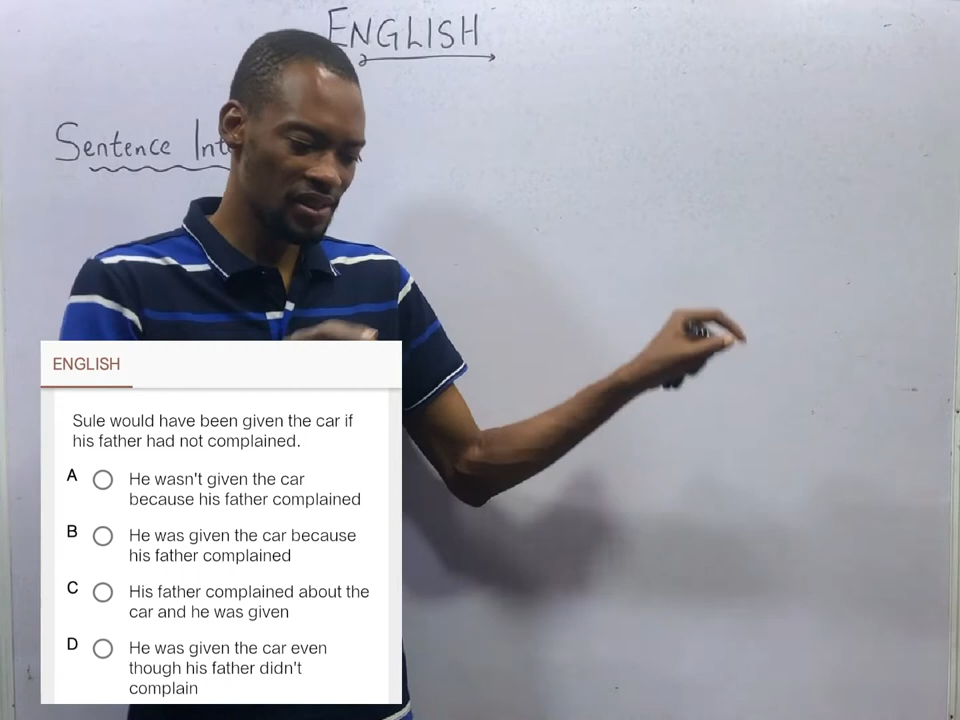 ENGLISH
Sentence
ENGLISH
Sule would have been given the car if
his father had not complained.
A
He wasn't given the car
because his father complained
B
He was given the car because
his father complained
C
His father complained about the
car and he was given
D
He was given the car even
though his father didn't
complain